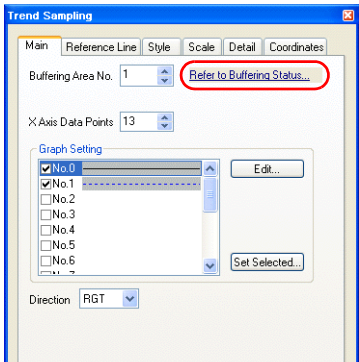 Trend Sampling
Main Reference Line Style Scale Detail Coordinates
Buffering Area No. 1 Refer to Buffering Status...
X Axis Data Points 13
Graph Setting
No.0 Edit...
No.1
No.2
No.3
No.4
No.5
No.6 Set Selected...
Direction RGT